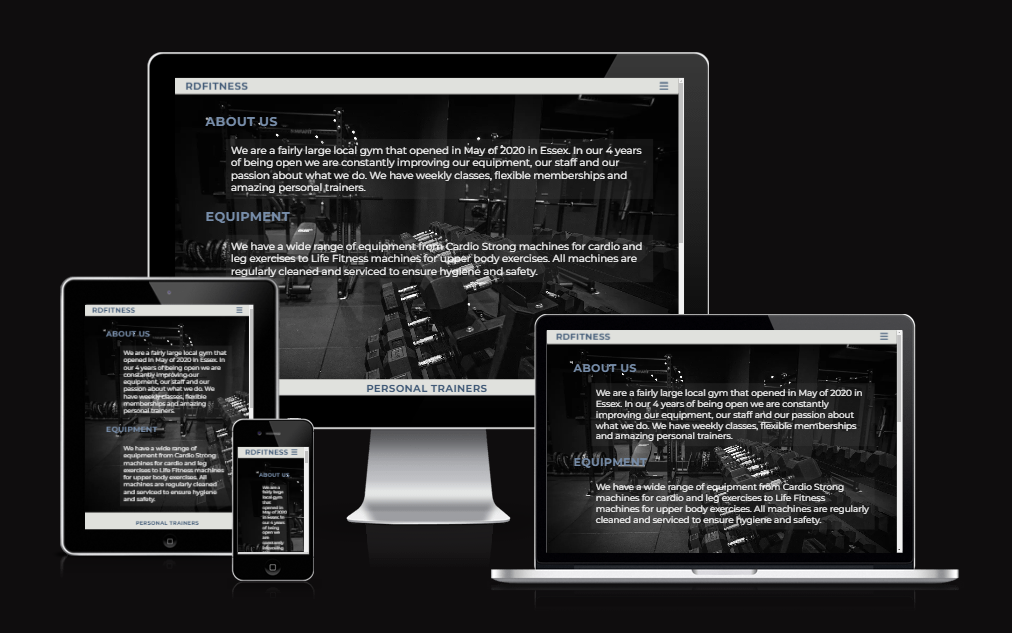 RDFITNESS
ABOUT US
We are a fairly large local gym that opened in May of 2020 in Essex. In our 4 years
of being open we are constantly improving our equipment, our staff and our
passion about what we do. We have weekly classes, flexible memberships and
amazing personal trainers.
EQUIPMENT
We have a wide range of equipment from Cardio Strong machines for cardio and
leg exercises to Life Fitness machines for upper body exercises. All machines are
regularly cleaned and serviced to ensure hygiene and safety.
PERSONAL TRAINERS
RDFITNESS
ABOUT US
We are a fairly large local gym that
opened in May of 2020 in Essex. In
our 4 years of being open we are
constantly improving our
equipment, our staff and our
passion about what we do. We
have weekly classes, flexible
memberships and amazing
personal trainers.
EQUIPMENT
We have a wide range of
equipment from Cardio Strong
machines for cardio and leg
exercises to Life Fitness machines
for upper body exercises. All
machines are regularly cleaned
and serviced to ensure hygiene
and safety.
PERSONAL TRAINERS
RDFITNESS
ABOUT US
We are a
fairly large
local gym
that
opened in
May of 2020
in Essex. In
our 4 years
of being
open we
are
constantly
improving
RDFITNESS
ABOUT US
We are a fairly large local gym that opened in May of 2020 in
Essex. In our 4 years of being open we are constantly
improving our equipment, our staff and our passion about
what we do. We have weekly classes, flexible memberships
and amazing personal trainers.
EQUIPMENT
We have a wide range of equipment from Cardio Strong
machines for cardio and leg exercises to Life Fitness
machines for upper body exercises. All machines are regularly
cleaned and serviced to ensure hygiene and safety.